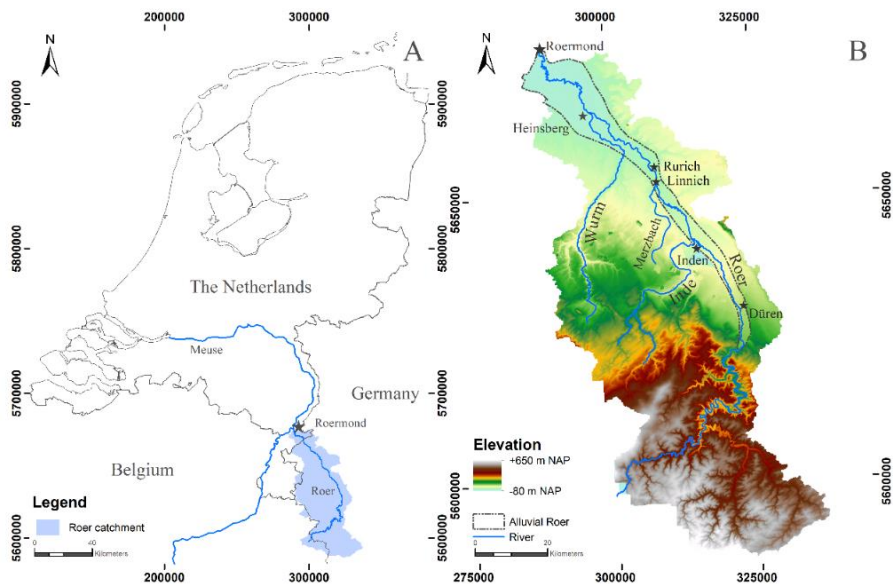 200000
300000
N
A
5900000
5900000
5800000
5800000
The Netherlands
Meuse
Germany
5700000
5700000
Roermond
Belgium
Roer
Legend
Roer catchment
0
40
Kilometers
5600000
5600000
200000
300000
300000
325000
N
B
Roermond
Heinsberg
Rurich
Linnich
5650000
5650000
Wurm
Merzbach
Roer
Inden
Inde
Düren
Elevation
+650 m NAP
-80 m NAP
Alluvial Roer
River
0
20
Kilometers
5600000
5600000
275000
300000
325000